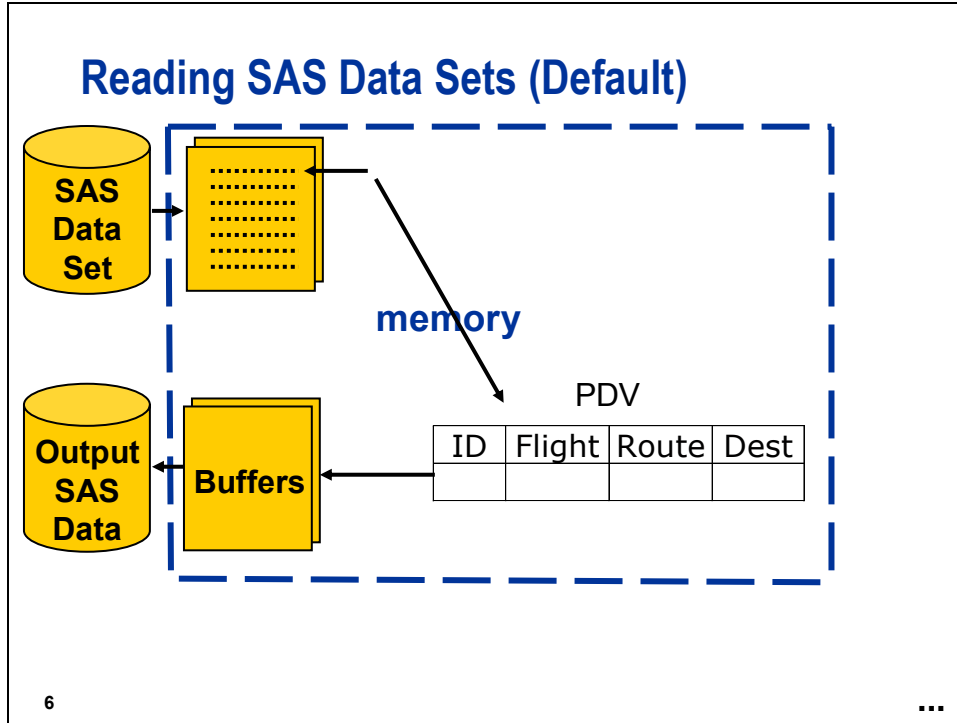 Reading SAS Data Sets (Default)
SAS
Data
Set
memory
PDV
ID Flight Route Dest
Output
SAS
Data
Buffers
6
...